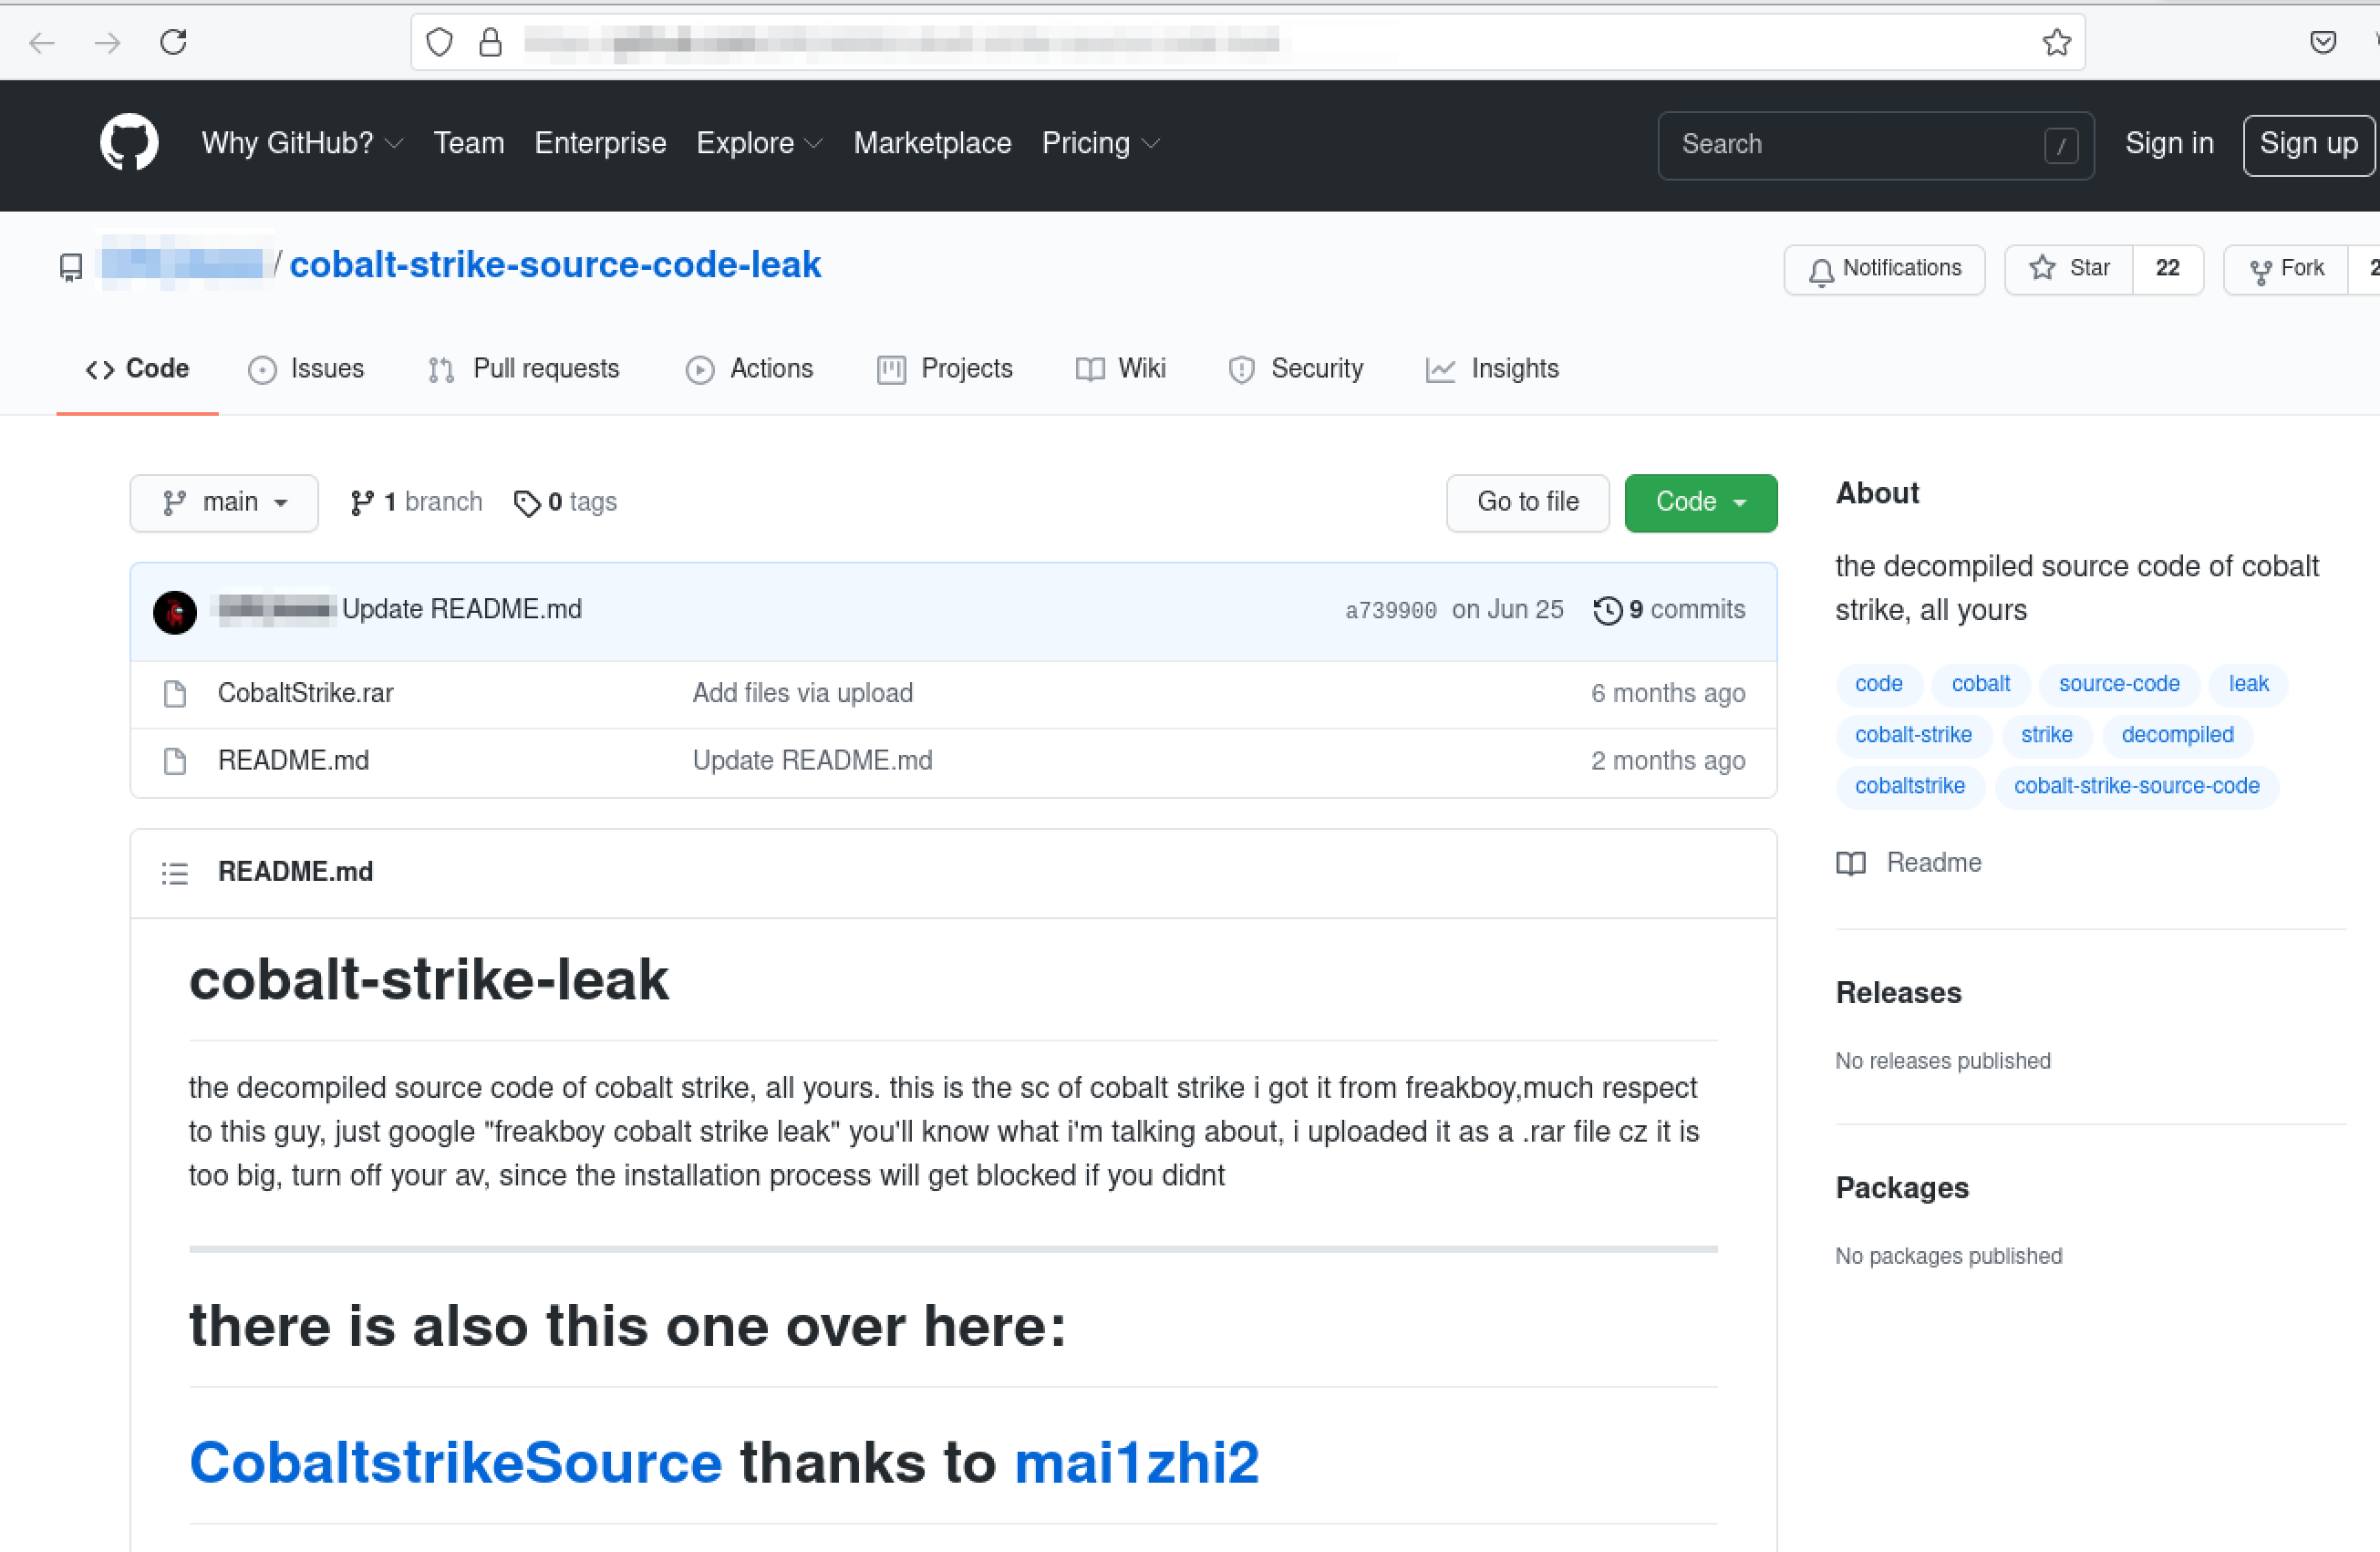 Why GitHub? Team Enterprise Explore Marketplace Pricing Search / Sign in Sign up
/ cobalt-strike-source-code-leak
Notifications Star 22 Fork
Code Issues Pull requests Actions Projects Wiki Security Insights
main 1 branch 0 tags Go to file Code
Update README.md a739900 on Jun 25 9 commits
CobaltStrike.rar Add files via upload 6 months ago
README.md Update README.md 2 months ago
README.md
cobalt-strike-leak
the decompiled source code of cobalt strike, all yours. this is the sc of cobalt strike i got it from freakboy,much respect
to this guy, just google "freakboy cobalt strike leak" you'll know what i'm talking about, i uploaded it as a .rar file cz it is
too big, turn off your av, since the installation process will get blocked if you didnt
there is also this one over here:
CobaltstrikeSource thanks to mai1zhi2
About
the decompiled source code of cobalt
strike, all yours
code cobalt source-code leak
cobalt-strike strike decompiled
cobaltstrike cobalt-strike-source-code
Readme
Releases
No releases published
Packages
No packages published